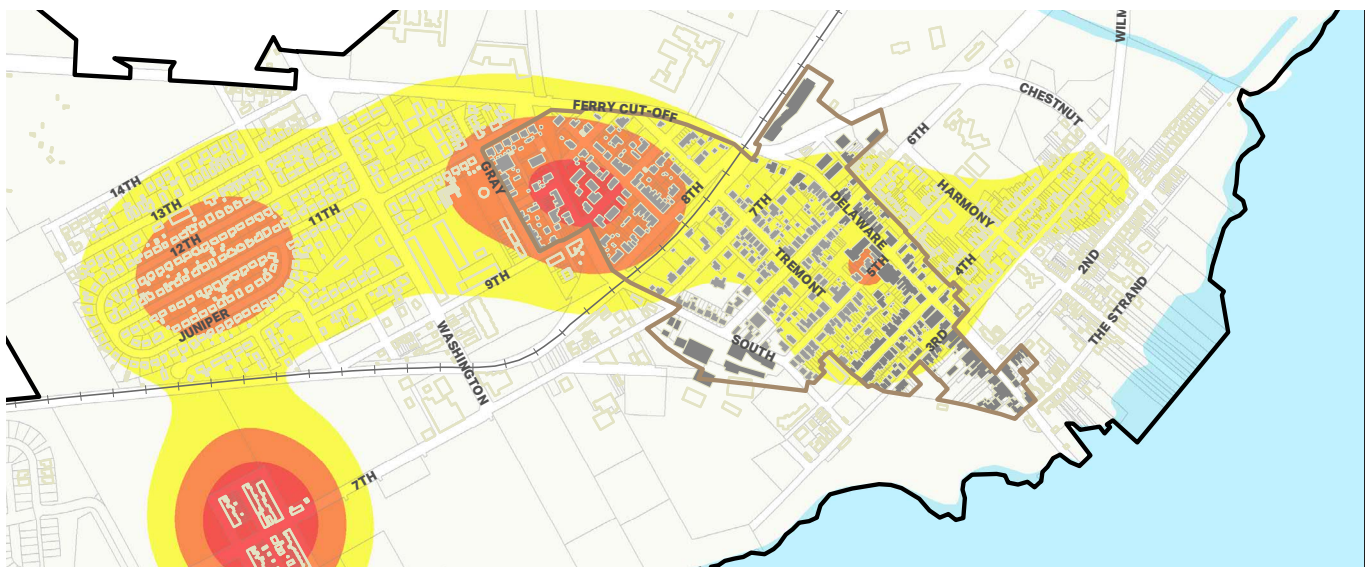 WILM
CHESTNUT
FERRY CUT-OFF
6TH
14TH
GRAY
8TH
HARMONY
13TH
7TH
DELAWARE
11TH
12TH
5TH
4TH
2ND
9TH
TREMONT
THE STRAND
JUNIPER
WASHINGTON
SOUTH
3RD
7TH